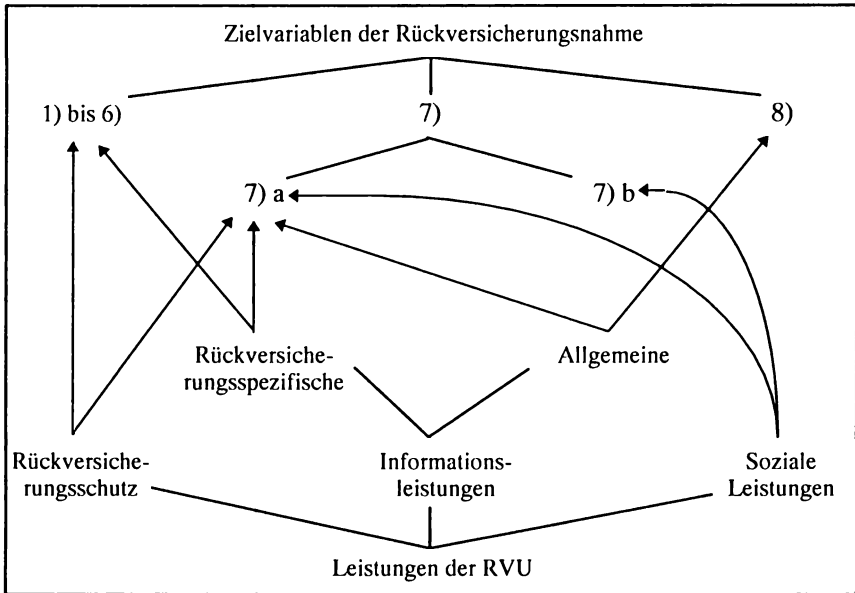 Zielvariablen der Rückversicherungsnahme
1) bis 6)
7)
8)
7) a
7) b
Rückversiche-
rungsspezifische
Allgemeine
Rückversiche-
rungsschutz
Informations-
leistungen
Soziale
Leistungen
Leistungen der RVU